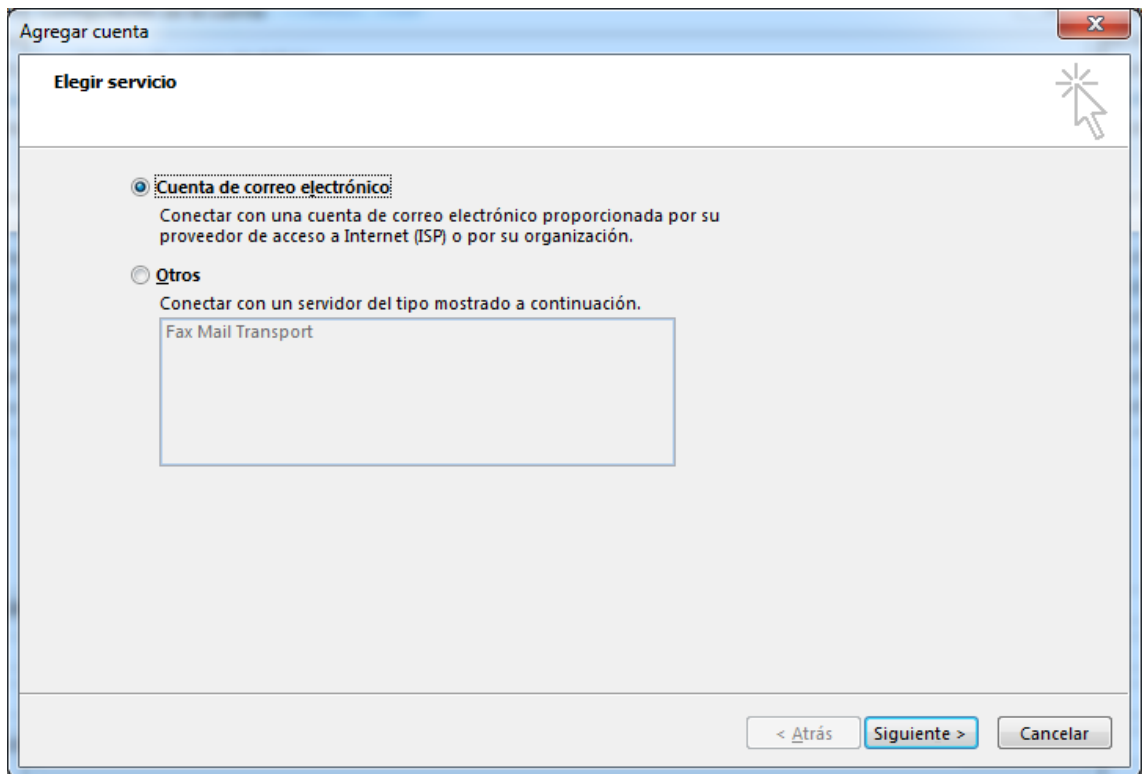 Agregar cuenta
Elegir servicio
Cuenta de correo electrónico
Conectar con una cuenta de correo electrónico proporcionada por su
proveedor de acceso a Internet (ISP) o por su organización.
Otros
Conectar con un servidor del tipo mostrado a continuación.
Fax Mail Transport
< Atrás
Siguiente >
Cancelar